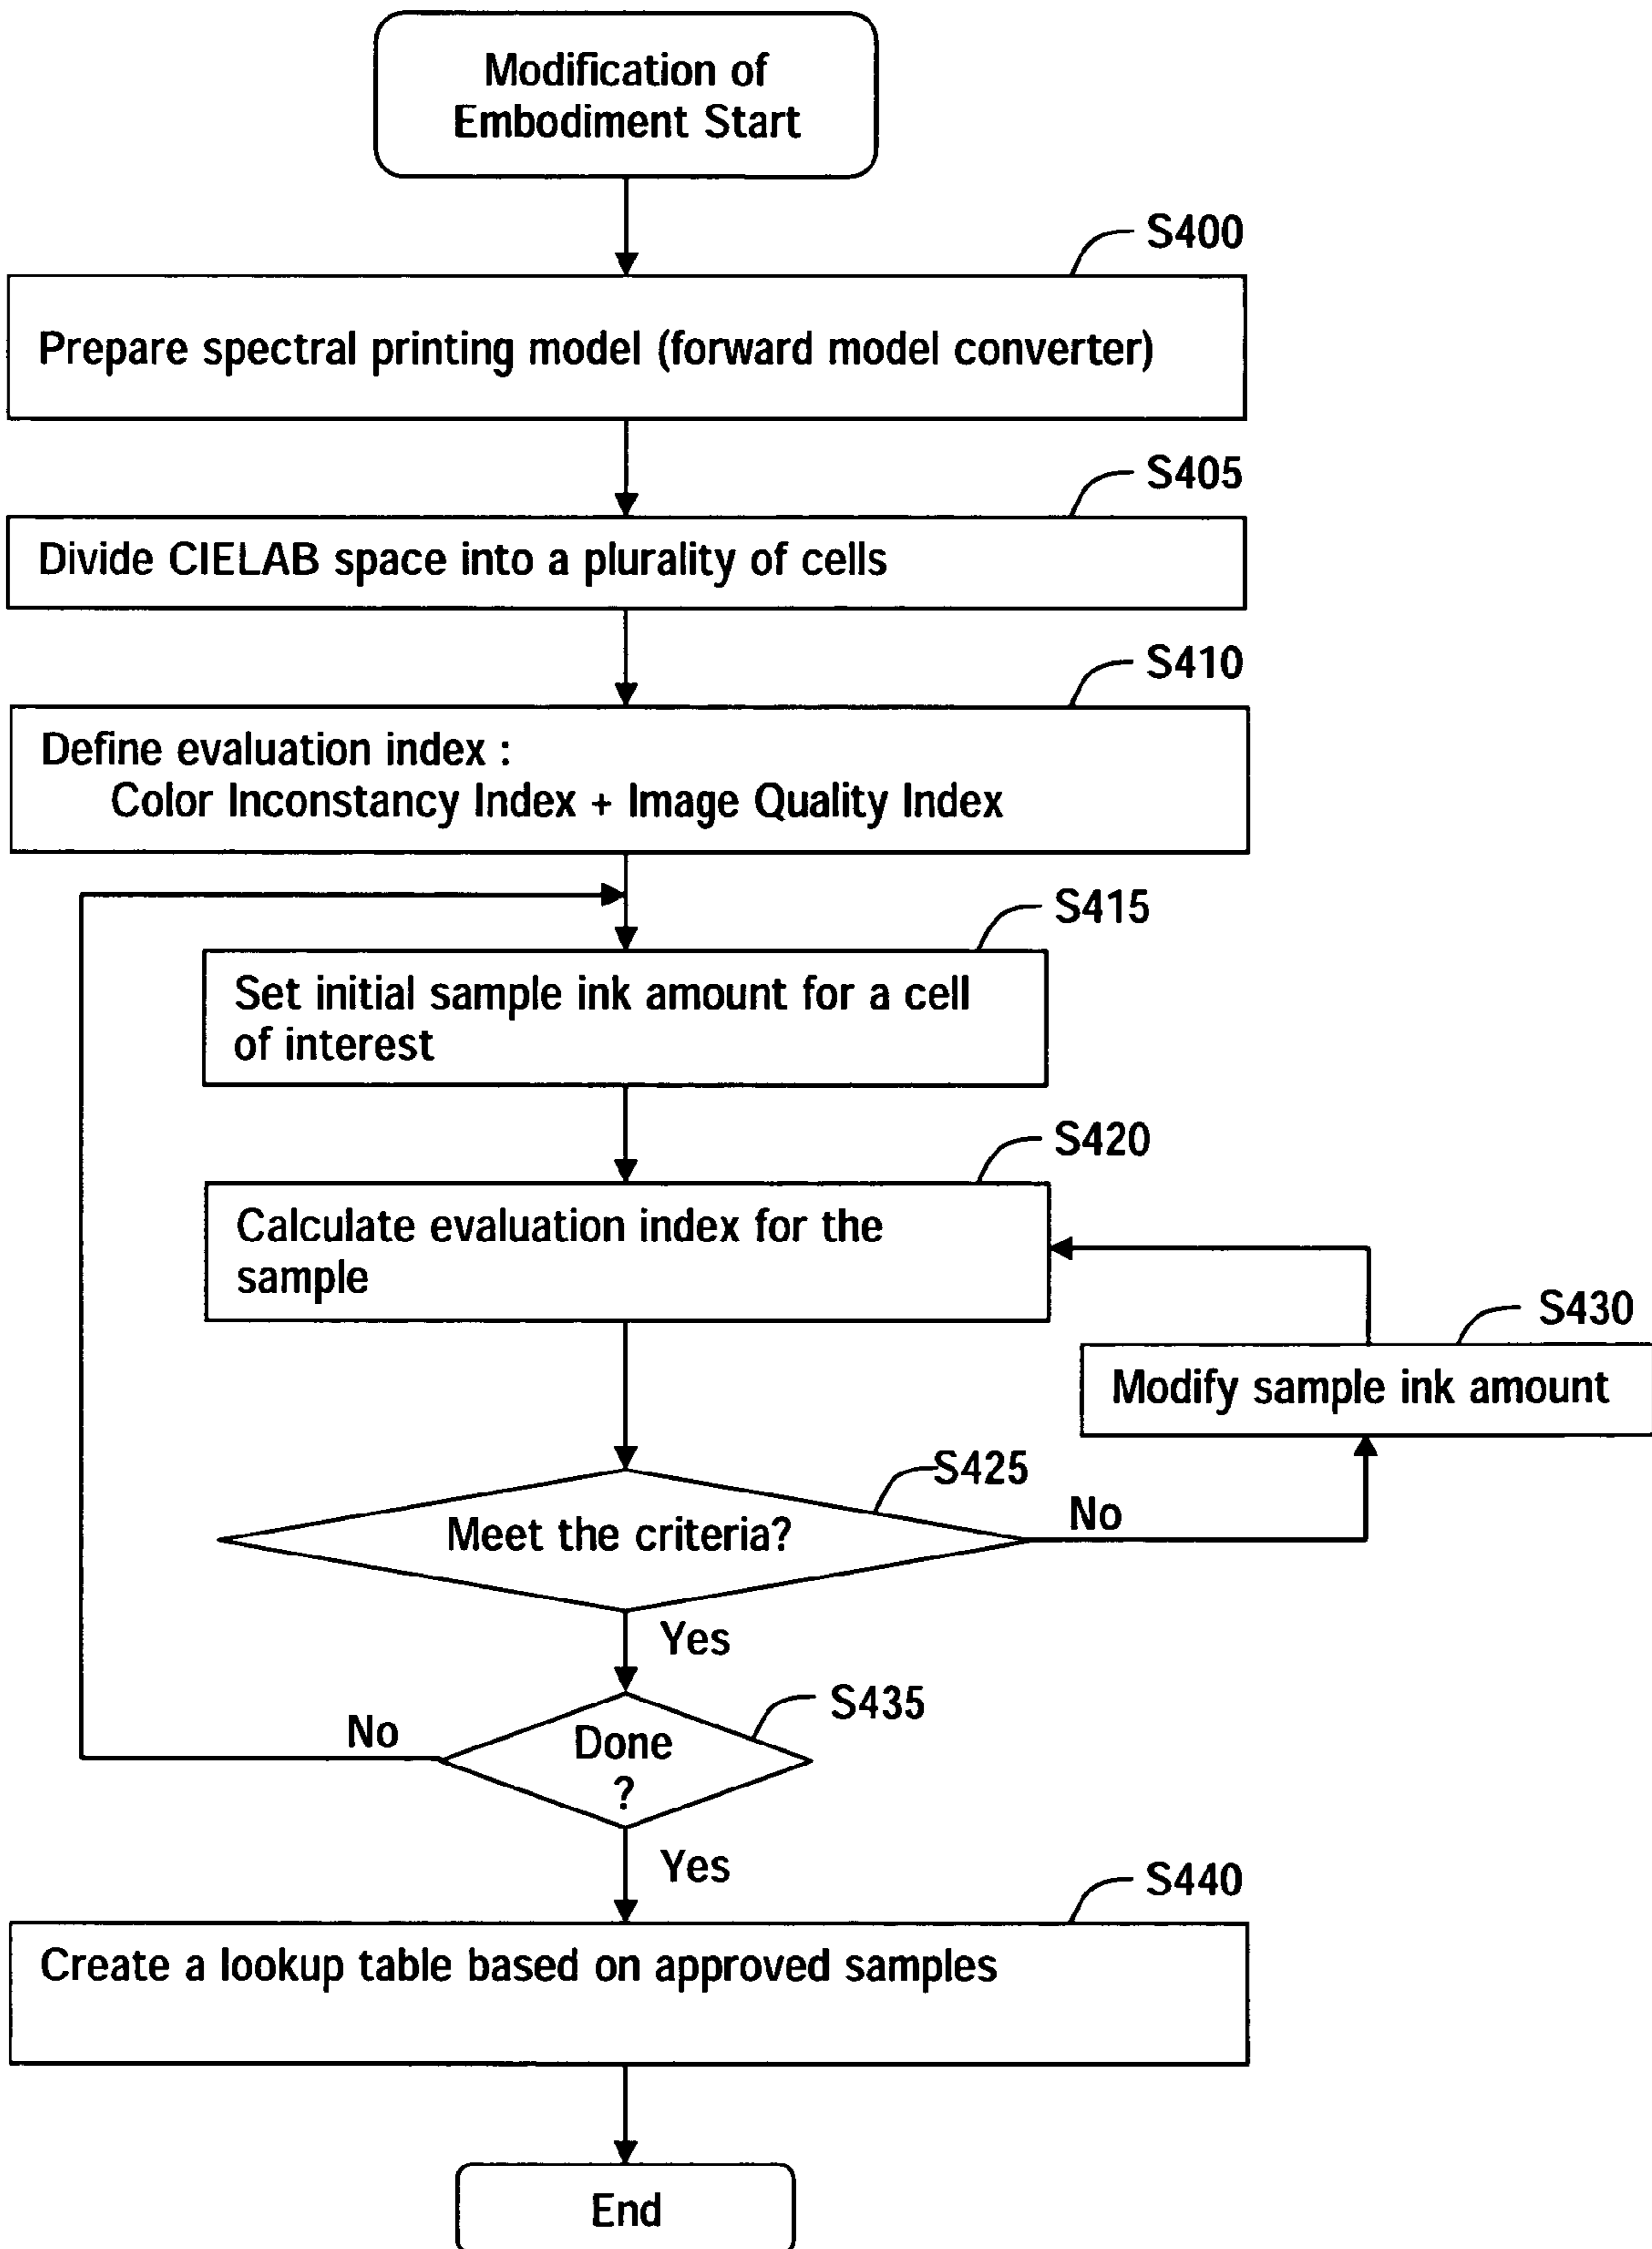 Modification of
Embodiment Start
S400
Prepare spectral printing model (forward model converter)
S405
Divide CIELAB space into a plurality of cells
S410
Define evaluation index :
Color Inconstancy Index + Image Quality Index
S415
Set initial sample ink amount for a cell
of interest
S420
Calculate evaluation index for the
sample
S430
Modify sample ink amount
S425
Meet the criteria?
No
Yes
S435
No
Done
?
Yes
S440
Create a lookup table based on approved samples
End